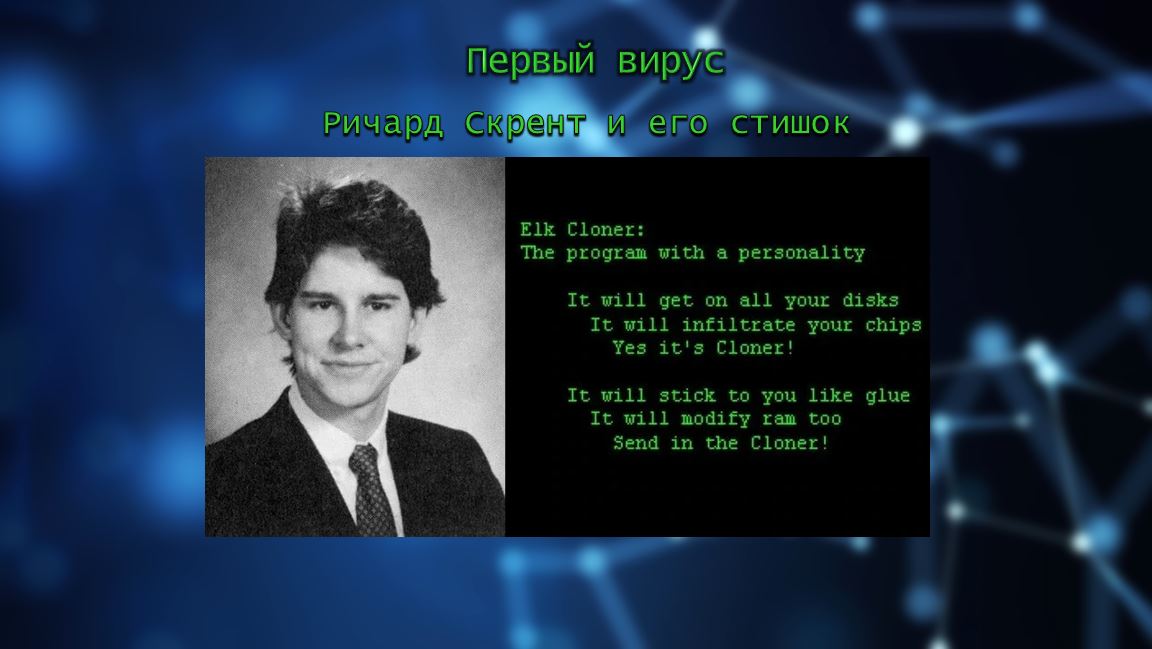 Первый вирус
Ричард Скрент и его стишок
Elk Cloner:
The program with a personality
It will get on all your disks
It will infiltrate your chips
Yes it's Cloner!
It will stick to you like glue
It will modify ram too
Send in the Cloner!